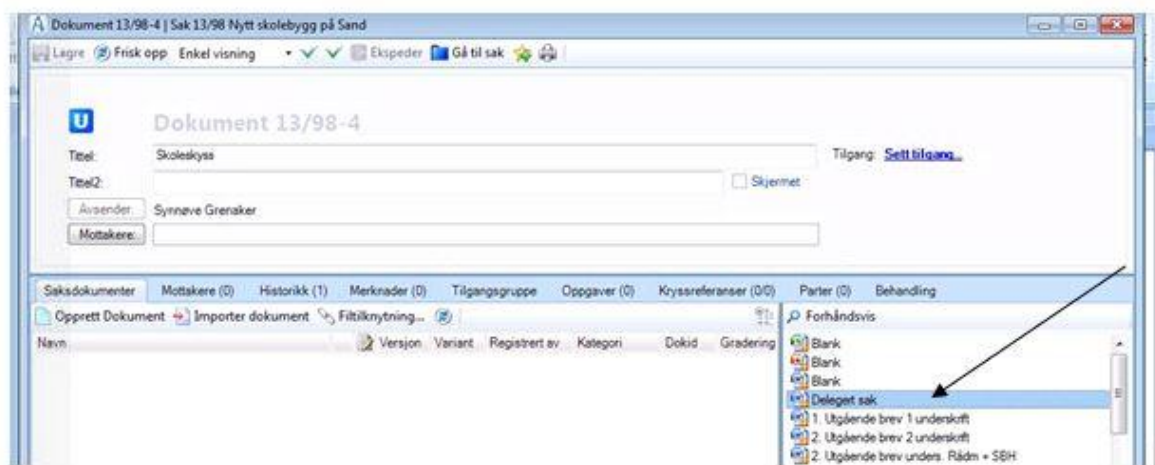 Dokument 13/98-4 | Sak 13/98 Nytt skolebygg på Sand
Lagre Frisk opp Enkel visning Ekspeder Gå til sak
U Dokument 13/98-4
Tittel: Skoleskyss Tilgang: Sett tilgang...
Tittel2: Skjermet
Avsender: Synnøve Grenaker
Mottakere:
Saksdokumenter Mottakere (0) Historikk (1) Merknader (0) Tilgangsgruppe Oppgaver (0) Kryssreferanser (0/0) Parter (0) Behandling
Opprett Dokument Importer dokument Filtilknytning... Forhåndsvis
Navn Versjon Variant Registrert av Kategori Dokid Gradering
Blank
Blank
Blank
Delegert sak
1. Utgående brev 1 underskrift
2. Utgående brev 2 underskrift
2. Utgående brev unders. Rådm + SBH